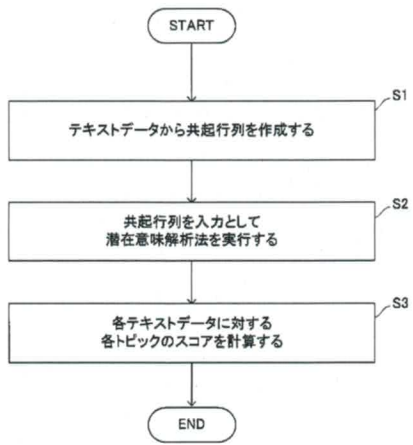 START
S1
テキストデータから共起行列を作成する
S2
共起行列を入力として
潜在意味解析法を実行する
S3
各テキストデータに対する
各トピックのスコアを計算する
END